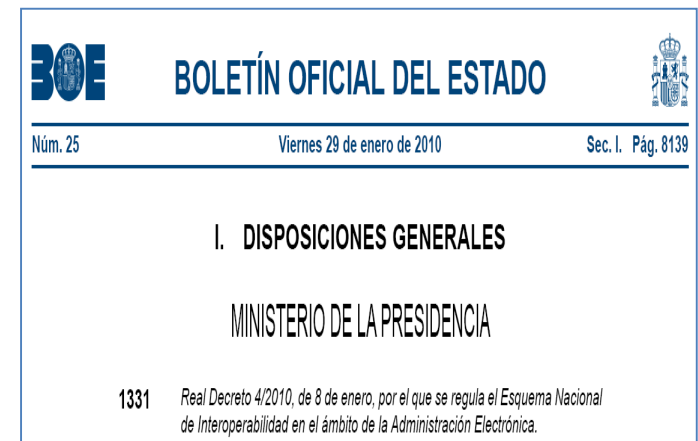 BOE
BOLETÍN OFICIAL DEL ESTADO
Núm. 25 Viernes 29 de enero de 2010 Sec. I. Pág. 8139
I. DISPOSICIONES GENERALES
MINISTERIO DE LA PRESIDENCIA
1331 Real Decreto 4/2010, de 8 de enero, por el que se regula el Esquema Nacional
de Interoperabilidad en el ámbito de la Administración Electrónica.